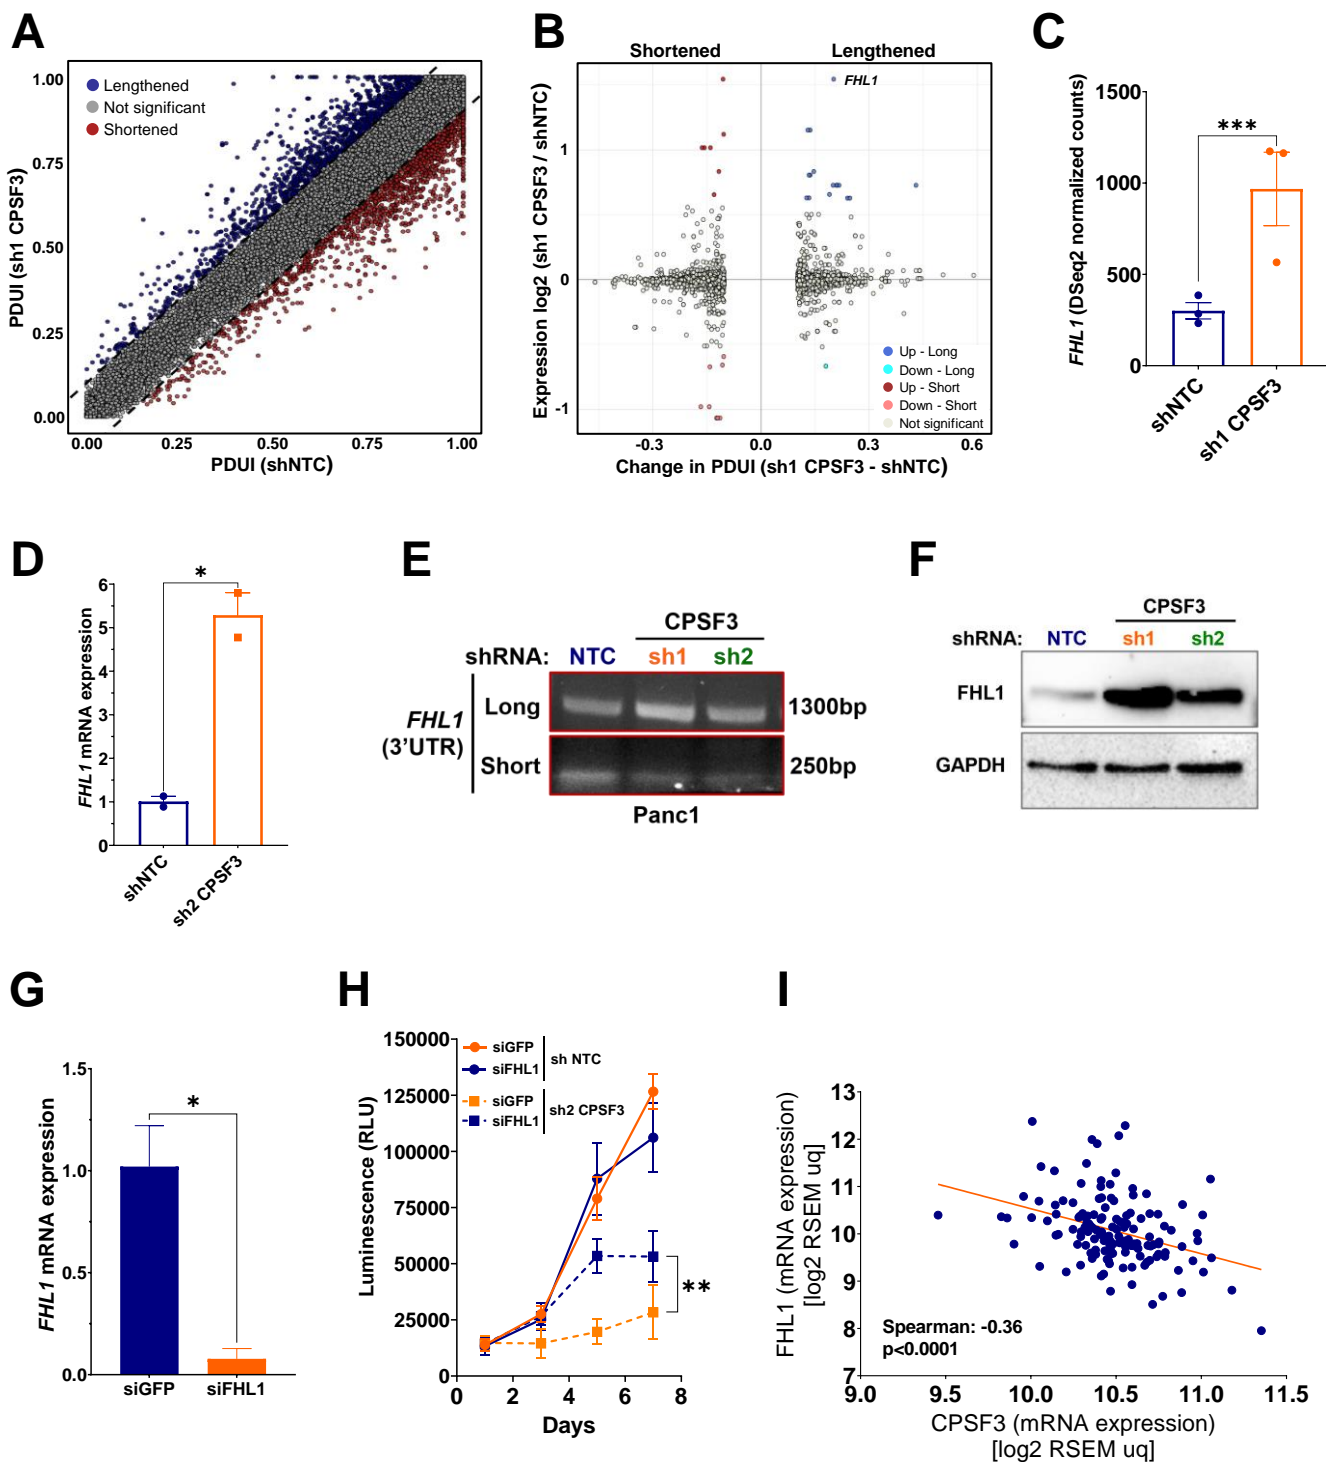 A
1.00
0.75
0.50
0.25
0.00
PDUI (sh1 CPSF3)
Lengthened
Not significant
Shortened
0.00 0.25 0.50 0.75 1.00
PDUI (shNTC)
B
Shortened Lengthened
FHL1
1
0
-1
Expression log2 (sh1 CPSF3 / shNTC)
Up - Long
Down - Long
Up - Short
Down - Short
Not significant
-0.3 0.0 0.3 0.6
Change in PDUI (sh1 CPSF3 - shNTC)
C
1500
1000
500
0
FHL1 (DSeq2 normalized counts)
***
shNTC
sh1 CPSF3
D
6
5
4
3
2
1
0
FHL1 mRNA expression
*
shNTC
sh2 CPSF3
E
CPSF3
shRNA: NTC sh1 sh2
FHL1
(3'UTR)
Long 1300bp
Short 250bp
Panc1
F
CPSF3
shRNA: NTC sh1 sh2
FHL1
GAPDH
G
1.5
1.0
0.5
0.0
FHL1 mRNA expression
*
siGFP siFHL1
H
150000
125000
100000
75000
50000
25000
0
Luminescence (RLU)
siGFP
siFHL1
sh NTC
siGFP
siFHL1
sh2 CPSF3
**
0 2 4 6 8
Days
I
13
12
11
10
9
8
7
FHL1 (mRNA expression)
[log2 RSEM uq]
Spearman: -0.36
p<0.0001
9.0 9.5 10.0 10.5 11.0 11.5
CPSF3 (mRNA expression)
[log2 RSEM uq]